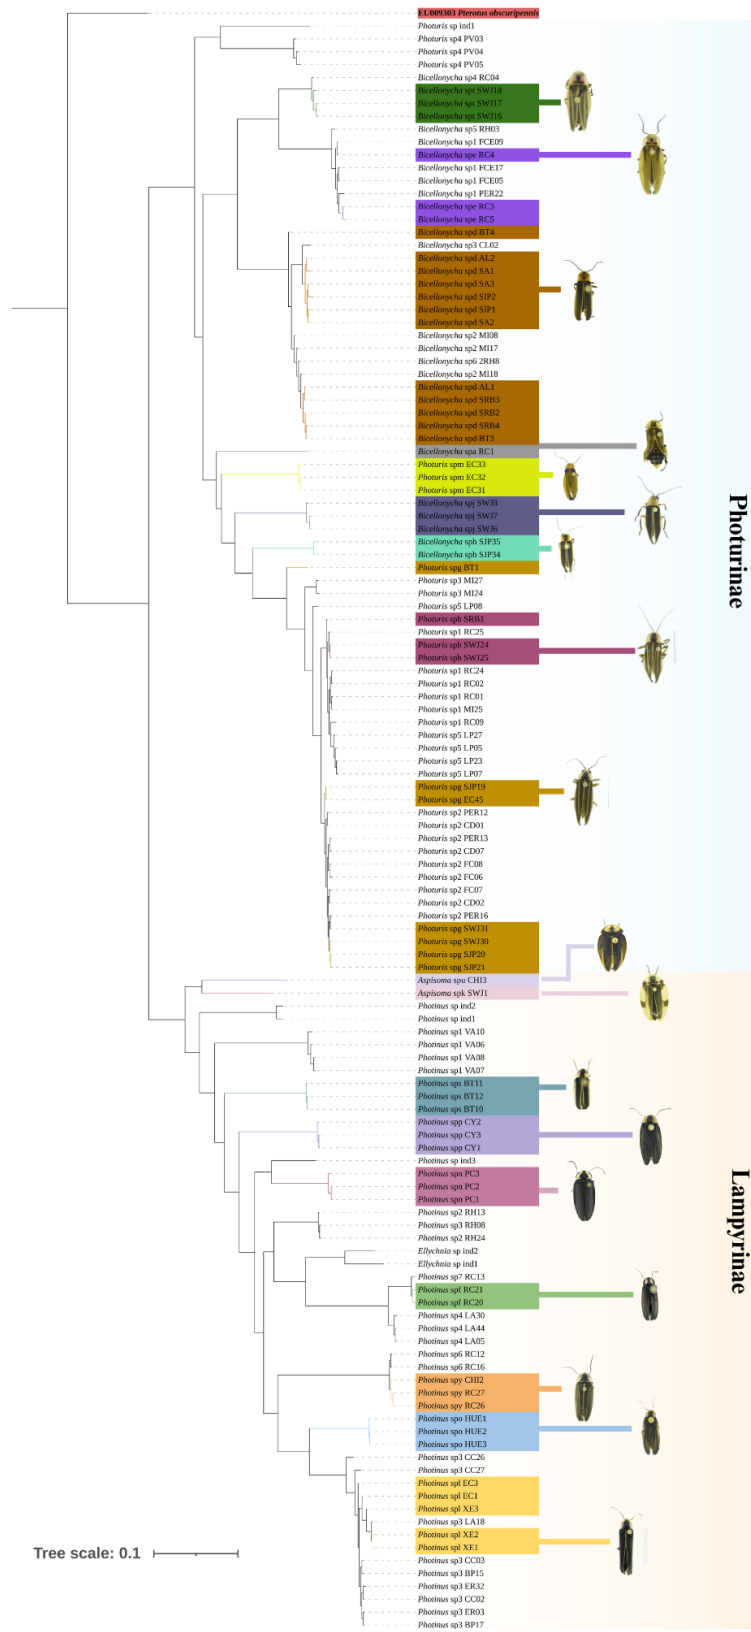 EU009303 Pterotus obscuripennis
Photuris sp ind1
Photuris sp4 PV03
Photuris sp4 PV04
Photuris sp4 PV05
Bicellonycha sp4 RC04
Bicellonycha spt SWJ18
Bicellonycha spt SWJ17
Bicellonycha spt SWJ16
Bicellonycha sp5 RH03
Bicellonycha sp1 FCE09
Bicellonycha spe RC4
Bicellonycha sp1 FCE17
Bicellonycha sp1 FCE05
Bicellonycha sp1 PER22
Bicellonycha spe RC3
Bicellonycha spe RC5
Bicellonycha spd BT4
Bicellonycha sp3 CL02
Bicellonycha spd AL2
Bicellonycha spd SA1
Bicellonycha spd SA3
Bicellonycha spd SIP2
Bicellonycha spd SIP1
Bicellonycha spd SA2
Bicellonycha sp2 MI08
Bicellonycha sp2 MI17
Bicellonycha sp6 2RH8
Bicellonycha sp2 MI18
Bicellonycha spd AL1
Bicellonycha spd SRB3
Bicellonycha spd SRB2
Bicellonycha spd SRB4
Bicellonycha spd BT3
Bicellonycha spa RC1
Photuris spm EC33
Photuris spm EC32
Photuris spm EC31
Bicellonycha spj SWJ8
Bicellonycha spj SWJ7
Bicellonycha spj SWJ6
Bicellonycha sph SJP35
Bicellonycha sph SJP34
Photuris spg BT1
Photuris sp3 MI27
Photuris sp3 MI24
Photuris sp5 LP08
Photuris spb SRB1
Photuris sp1 RC25
Photuris spb SWJ24
Photuris spb SWJ25
Photuris sp1 RC24
Photuris sp1 RC02
Photuris sp1 RC01
Photuris sp1 MI25
Photuris sp1 RC09
Photuris sp5 LP27
Photuris sp5 LP05
Photuris sp5 LP23
Photuris sp5 LP07
Photuris spg SJP19
Photuris spg EC45
Photuris sp2 PER12
Photuris sp2 CD01
Photuris sp2 PER13
Photuris sp2 CD07
Photuris sp2 FC08
Photuris sp2 FC06
Photuris sp2 FC07
Photuris sp2 CD02
Photuris sp2 PER16
Photuris spg SWJ31
Photuris spg SWJ30
Photuris spg SJP20
Photuris spg SJP21
Photurinae
Aspisoma spu CHI3
Aspisoma spk SWJ1
Photinus sp ind2
Photinus sp ind1
Photinus sp1 VA10
Photinus sp1 VA06
Photinus sp1 VA08
Photinus sp1 VA07
Photinus sps BT11
Photinus sps BT12
Photinus sps BT10
Photinus spp CY2
Photinus spp CY3
Photinus spp CY1
Photinus sp ind3
Photinus spn PC3
Photinus spn PC2
Photinus spn PC1
Photinus sp2 RH13
Photinus sp3 RH08
Photinus sp2 RH24
Ellychnia sp ind2
Ellychnia sp ind1
Photinus sp7 RC13
Photinus spf RC21
Photinus spf RC20
Photinus sp4 LA30
Photinus sp4 LA44
Photinus sp4 LA05
Photinus sp6 RC12
Photinus sp6 RC16
Photinus spy CHI2
Photinus spy RC27
Photinus spy RC26
Photinus spo HUE1
Photinus spo HUE2
Photinus spo HUE3
Photinus sp3 CC26
Photinus sp3 CC27
Photinus spl EC3
Photinus spl EC1
Photinus spl XE3
Photinus sp3 LA18
Photinus spl XE2
Photinus spl XE1
Photinus sp3 CC03
Photinus sp3 BP15
Photinus sp3 ER32
Photinus sp3 CC02
Photinus sp3 ER03
Photinus sp3 BP17
Lampyrinae
Tree scale: 0.1